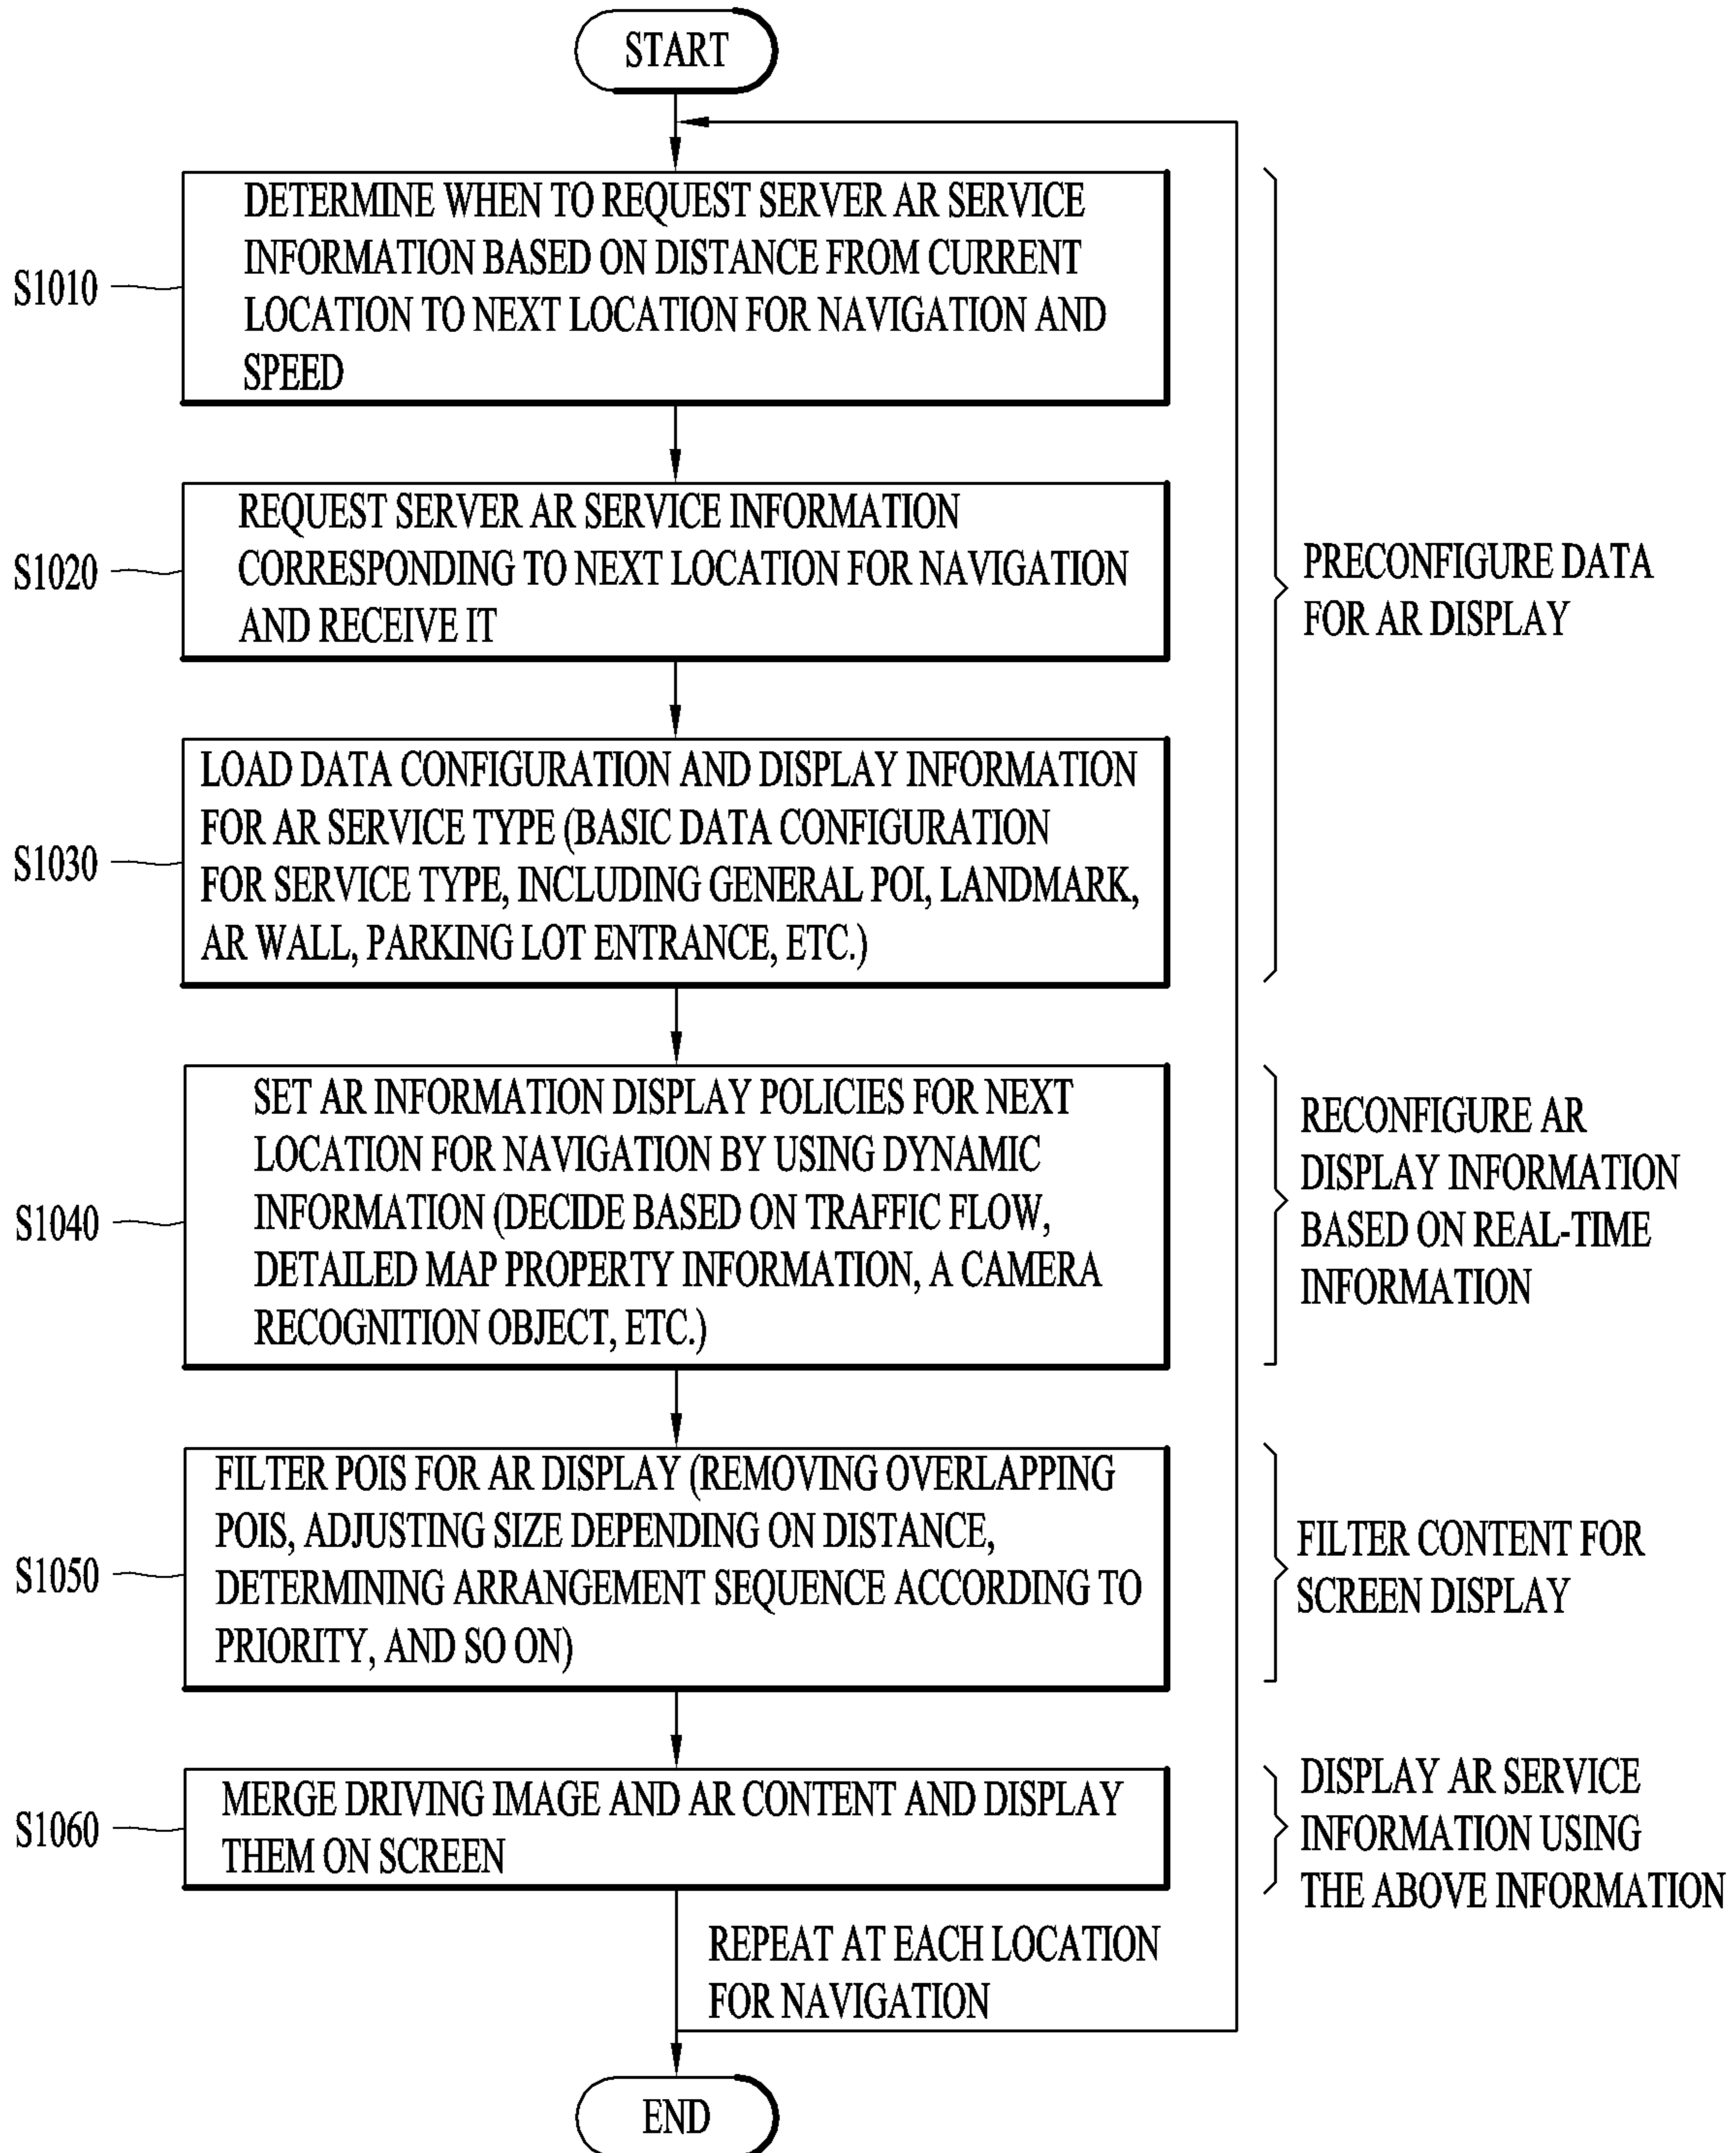 START
S1010
DETERMINE WHEN TO REQUEST SERVER AR SERVICE
INFORMATION BASED ON DISTANCE FROM CURRENT
LOCATION TO NEXT LOCATION FOR NAVIGATION AND
SPEED
S1020
REQUEST SERVER AR SERVICE INFORMATION
CORRESPONDING TO NEXT LOCATION FOR NAVIGATION
AND RECEIVE IT
PRECONFIGURE DATA
FOR AR DISPLAY
S1030
LOAD DATA CONFIGURATION AND DISPLAY INFORMATION
FOR AR SERVICE TYPE (BASIC DATA CONFIGURATION
FOR SERVICE TYPE, INCLUDING GENERAL POI, LANDMARK,
AR WALL, PARKING LOT ENTRANCE, ETC.)
S1040
SET AR INFORMATION DISPLAY POLICIES FOR NEXT
LOCATION FOR NAVIGATION BY USING DYNAMIC
INFORMATION (DECIDE BASED ON TRAFFIC FLOW,
DETAILED MAP PROPERTY INFORMATION, A CAMERA
RECOGNITION OBJECT, ETC.)
RECONFIGURE AR
DISPLAY INFORMATION
BASED ON REAL-TIME
INFORMATION
S1050
FILTER POIS FOR AR DISPLAY (REMOVING OVERLAPPING
POIS, ADJUSTING SIZE DEPENDING ON DISTANCE,
DETERMINING ARRANGEMENT SEQUENCE ACCORDING TO
PRIORITY, AND SO ON)
FILTER CONTENT FOR
SCREEN DISPLAY
S1060
MERGE DRIVING IMAGE AND AR CONTENT AND DISPLAY
THEM ON SCREEN
DISPLAY AR SERVICE
INFORMATION USING
THE ABOVE INFORMATION
REPEAT AT EACH LOCATION
FOR NAVIGATION
END